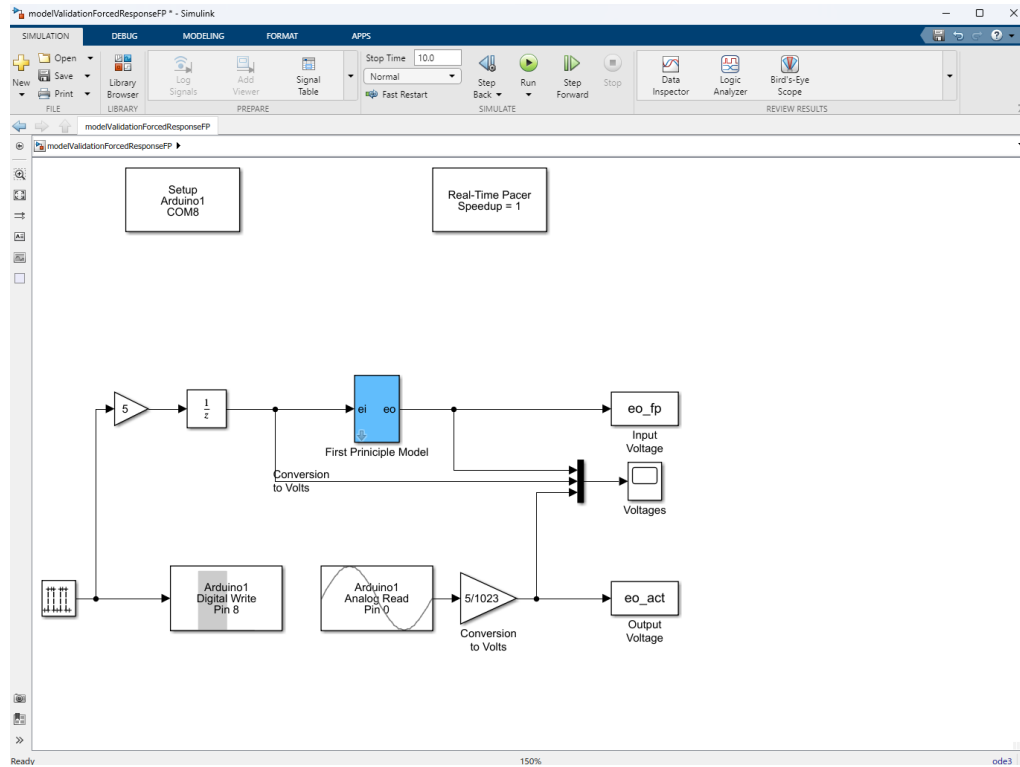 modelValidationForcedResponseFP * - Simulink
SIMULATION DEBUG MODELING FORMAT APPS
New
Open
Save
Print
FILE
Library
Browser
LIBRARY
Log
Signals
Add
Viewer
Signal
Table
PREPARE
Stop Time 10.0
Normal
Fast Restart
Step
Back
Run
Step
Forward
Stop
SIMULATE
Data
Inspector
Logic
Analyzer
Bird's-Eye
Scope
REVIEW RESULTS
modelValidationForcedResponseFP
modelValidationForcedResponseFP
Setup
Arduino1
COM8
Real-Time Pacer
Speedup = 1
5
1
z
ei eo
First Priniciple Model
eo_fp
Input
Voltage
Conversion
to Volts
Voltages
Arduino1
Digital Write
Pin 8
Arduino1
Analog Read
Pin 0
5/1023
Conversion
to Volts
eo_act
Output
Voltage
Ready 150% ode3